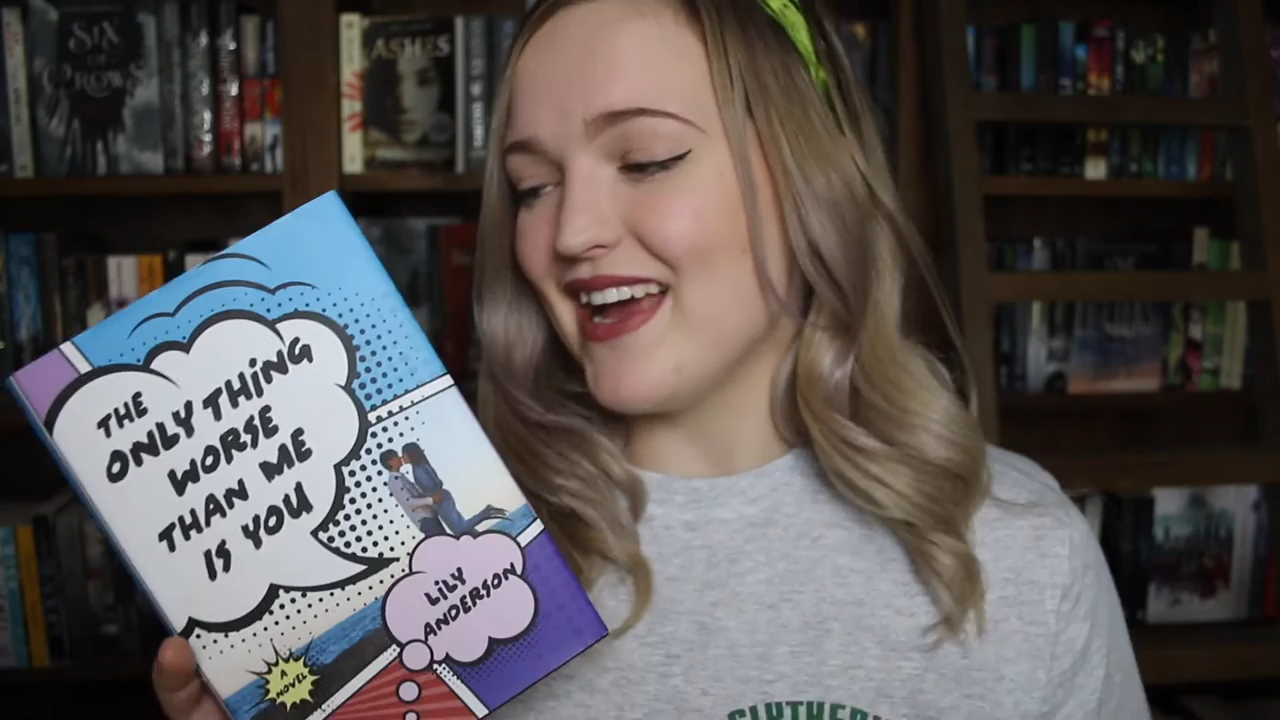 SIX
OF
CROWS
ASHES
THE
ONLY THING
WORSE
THAN ME
IS YOU
LILY
ANDERSON
A
NOVEL